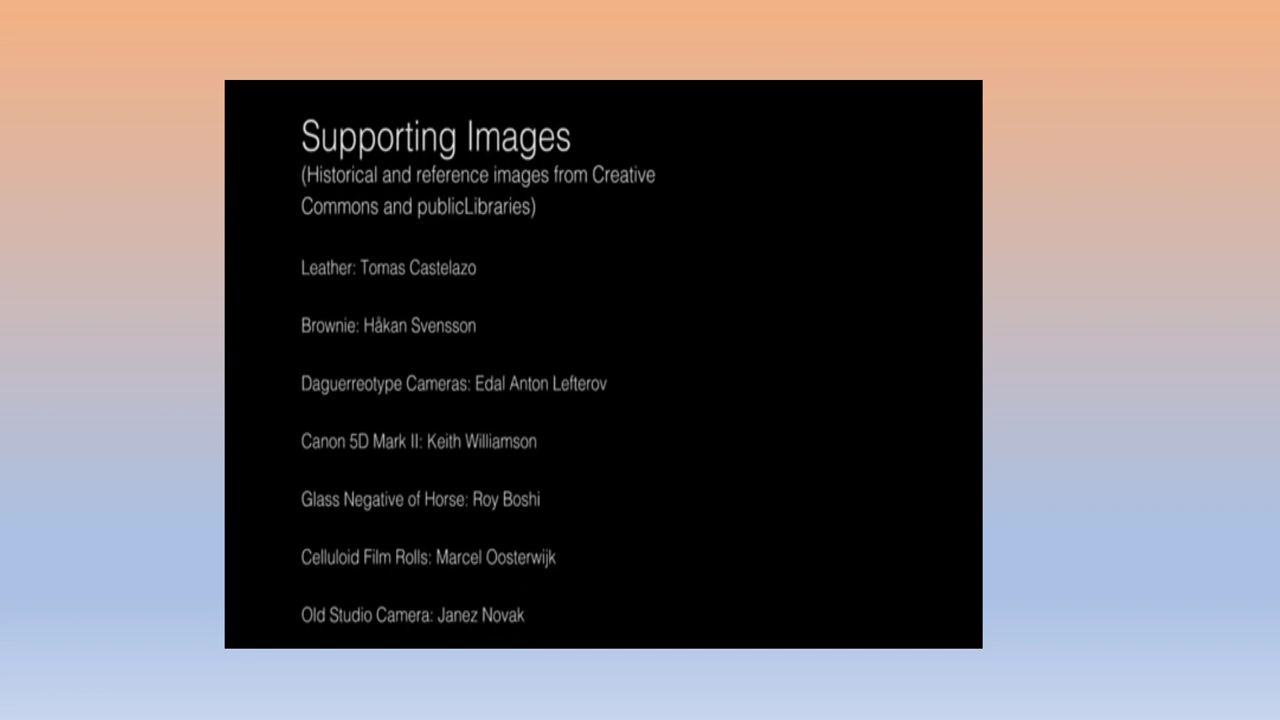 Supporting Images
(Historical and reference images from Creative
Commons and publicLibraries)
Leather: Tomas Castelazo
Brownie: Håkan Svensson
Daguerreotype Cameras: Edal Anton Lefterov
Canon 5D Mark II: Keith Williamson
Glass Negative of Horse: Roy Boshi
Celluloid Film Rolls: Marcel Oosterwijk
Old Studio Camera: Janez Novak